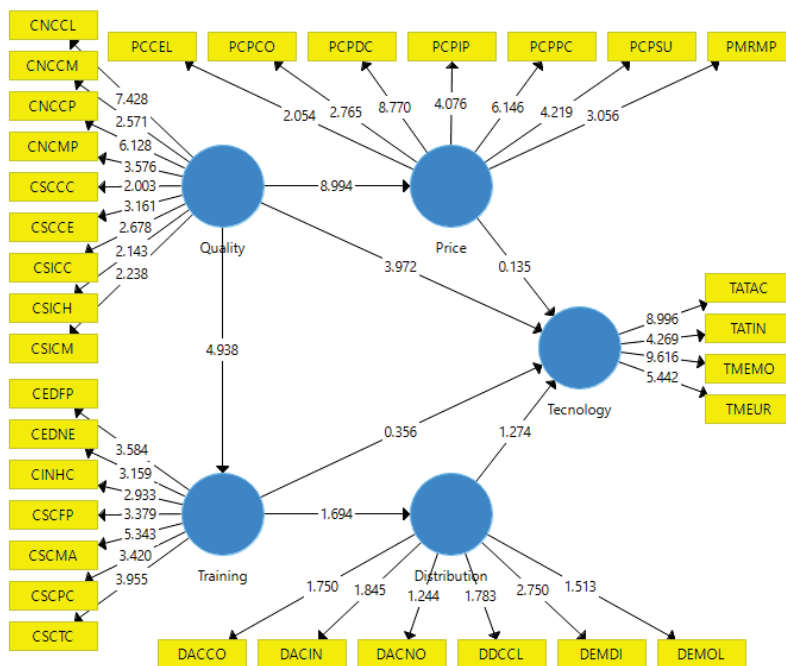 CNCCL
CNCCM
CNCCP
CNCMP
CSCCC
CSCCE
CSICC
CSICH
CSICM
7.428
2.571
6.128
3.576
2.003
3.161
2.678
2.143
2.238
Quality
PCCEL
PCPCO
PCPDC
PCPIP
PCPPC
PCPSU
PMRMP
2.054
2.765
8.770
4.076
6.146
4.219
3.056
8.994
Price
3.972
0.135
4.938
TATAC
TATIN
TMEMO
TMEUR
8.996
4.269
9.616
5.442
Tecnology
CEDFP
CEDNE
CINHC
CSCFP
CSCMA
CSCPC
CSCTC
3.584
3.159
2.933
3.379
5.343
3.420
3.955
Training
0.356
1.274
1.694
Distribution
1.750
1.845
1.244
1.783
2.750
1.513
DACCO
DACIN
DACNO
DDCCL
DEMDI
DEMOL